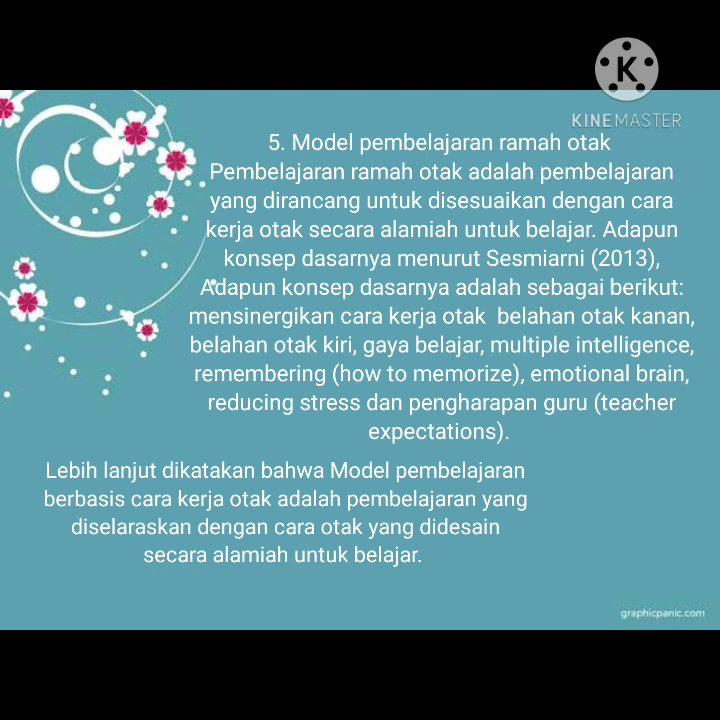 KINEMASTER
5. Model pembelajaran ramah otak
Pembelajaran ramah otak adalah pembelajaran
yang dirancang untuk disesuaikan dengan cara
kerja otak secara alamiah untuk belajar. Adapun
konsep dasarnya menurut Sesmiarni (2013),
Adapun konsep dasarnya adalah sebagai berikut:
mensinergikan cara kerja otak  belahan otak kanan,
belahan otak kiri, gaya belajar, multiple intelligence,
remembering (how to memorize), emotional brain,
reducing stress dan pengharapan guru (teacher
expectations).
Lebih lanjut dikatakan bahwa Model pembelajaran
berbasis cara kerja otak adalah pembelajaran yang
diselaraskan dengan cara otak yang didesain
secara alamiah untuk belajar.
graphicpanic.com